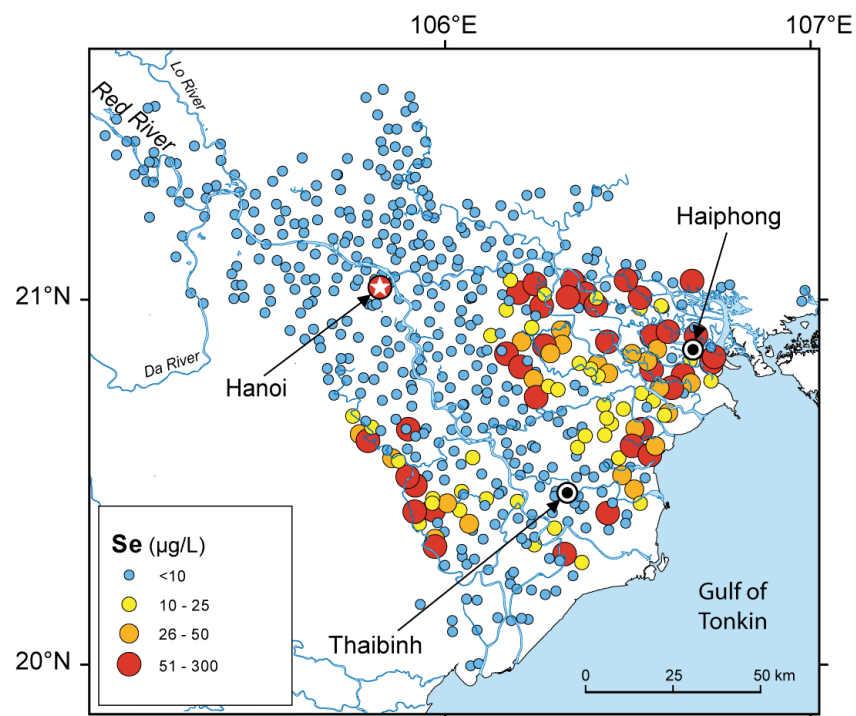 106°E
107°E
Lo River
Red River
Haiphong
21°N
Da River
Hanoi
Se (µg/L)
<10
10 - 25
26 - 50
51 - 300
Gulf of
Tonkin
Thaibinh
20°N
0 25 50 km